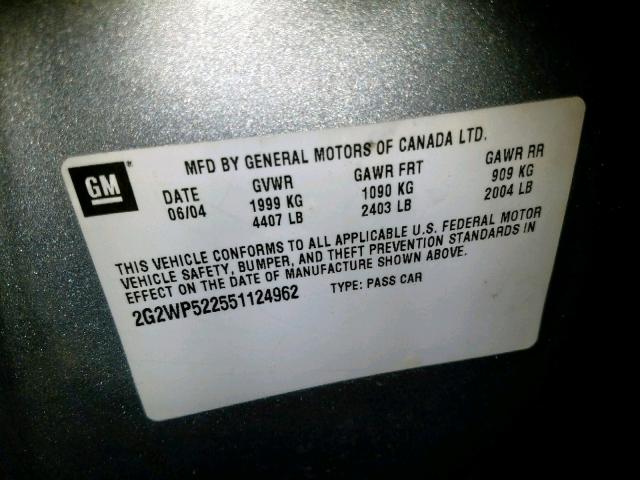 GM
MFD BY GENERAL MOTORS OF CANADA LTD.
DATE GVWR GAWR FRT GAWR RR
06/04 1999 KG 1090 KG 909 KG
4407 LB 2403 LB 2004 LB
THIS VEHICLE CONFORMS TO ALL APPLICABLE U.S. FEDERAL MOTOR
VEHICLE SAFETY, BUMPER, AND THEFT PREVENTION STANDARDS IN
EFFECT ON THE DATE OF MANUFACTURE SHOWN ABOVE.
2G2WP522551124962 TYPE: PASS CAR